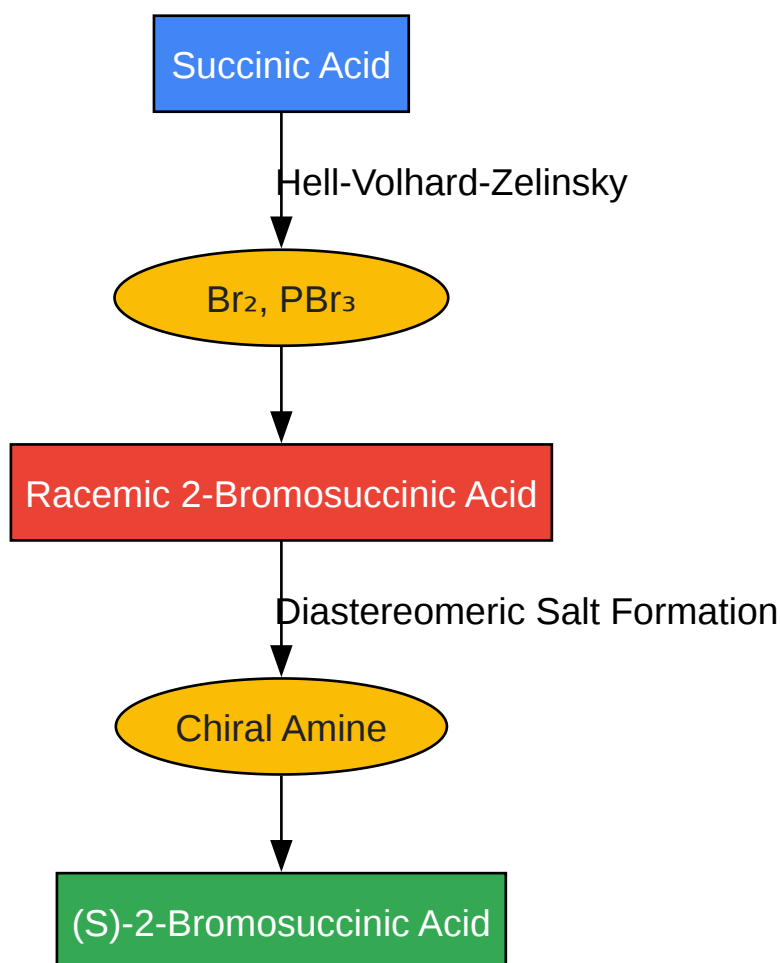 Succinic Acid
Hell-Volhard-Zelinsky
Br₂, PBr₃
Racemic 2-Bromosuccinic Acid
Diastereomeric Salt Formation
Chiral Amine
(S)-2-Bromosuccinic Acid